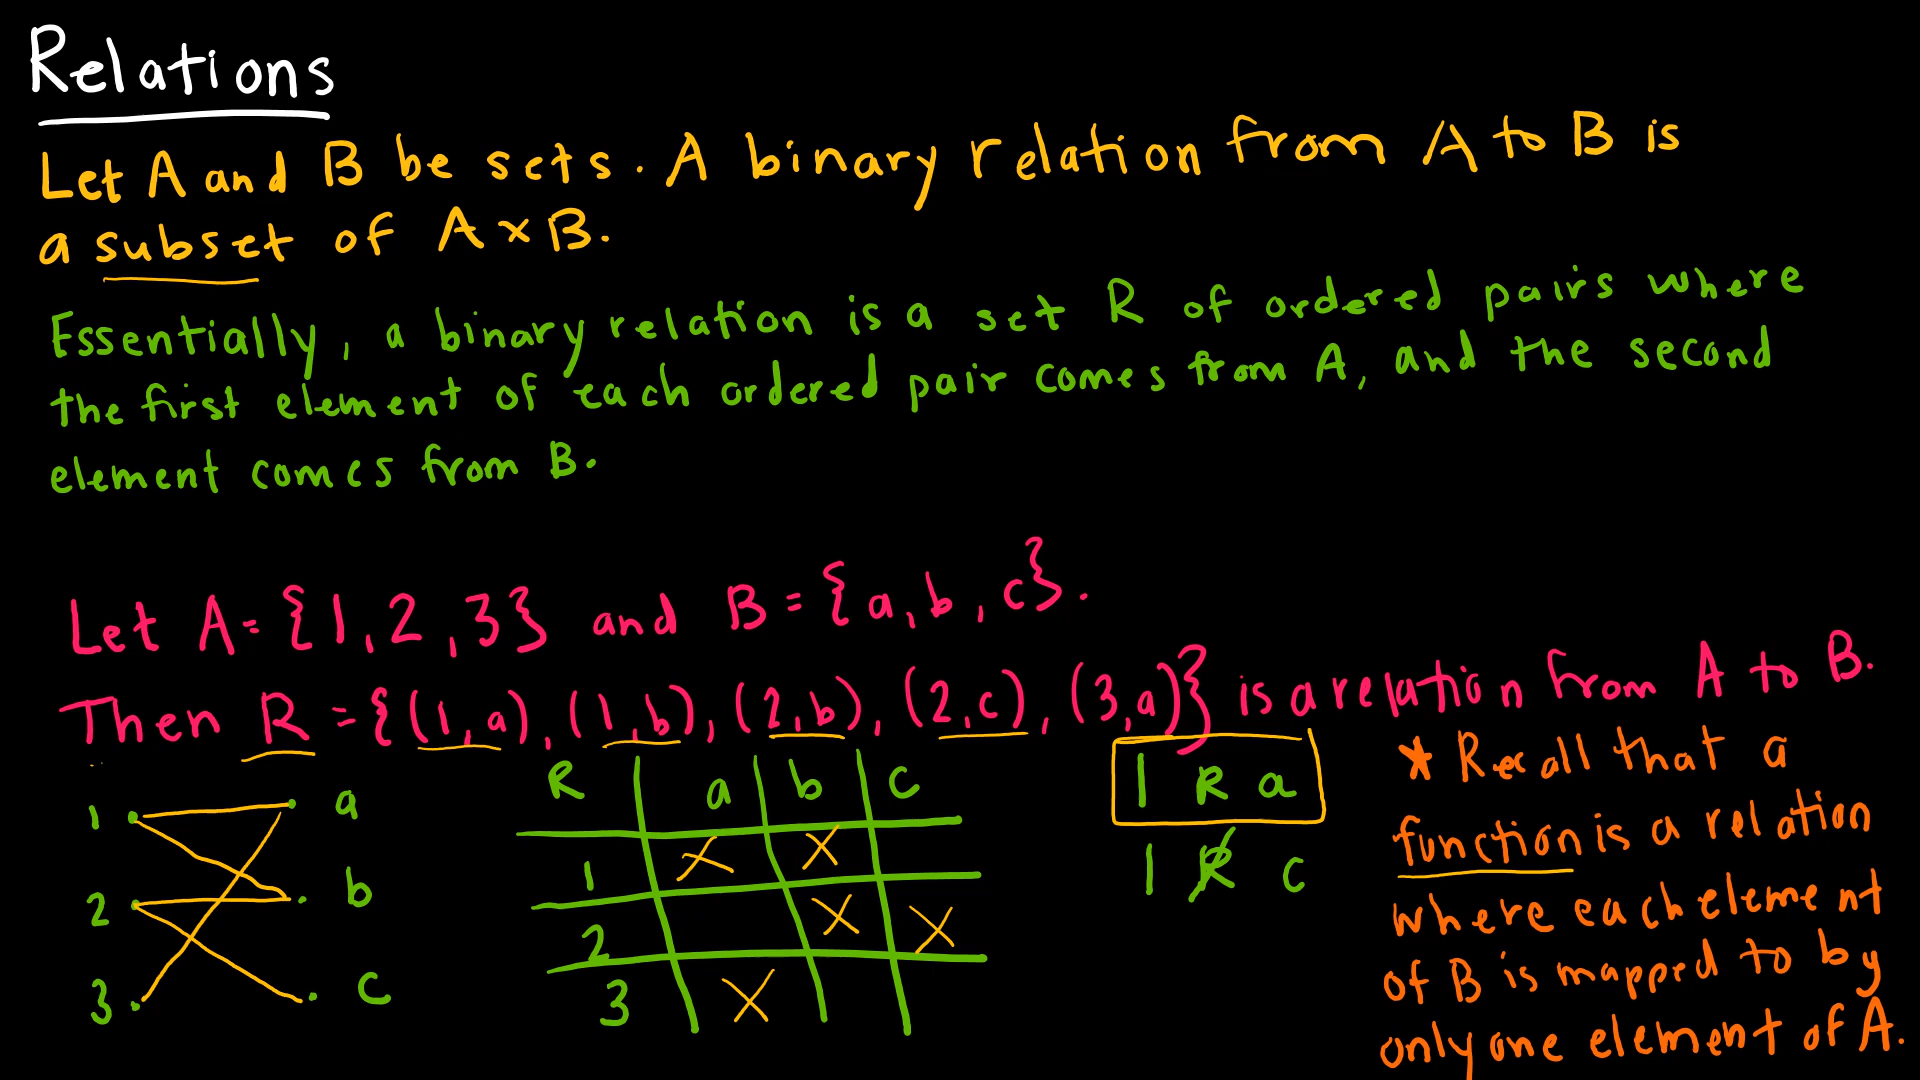 Relations
Let A and B be sets. A binary relation from A to B is
a subset of A x B.
Essentially, a binary relation is a set R of ordered pairs where
the first element of each ordered pair comes from A, and the second
element comes from B.
Let A = {1, 2, 3} and B = {a, b, c}.
Then R = {(1, a), (1, b), (2, b), (2, c), (3, a)} is a relation from A to B.
1 a
2 b
3 c
R a b c
1 X X
2 X X
3 X
1 R a
1 R̸ c
* Recall that a
function is a relation
where each element
of B is mapped to by
only one element of A.